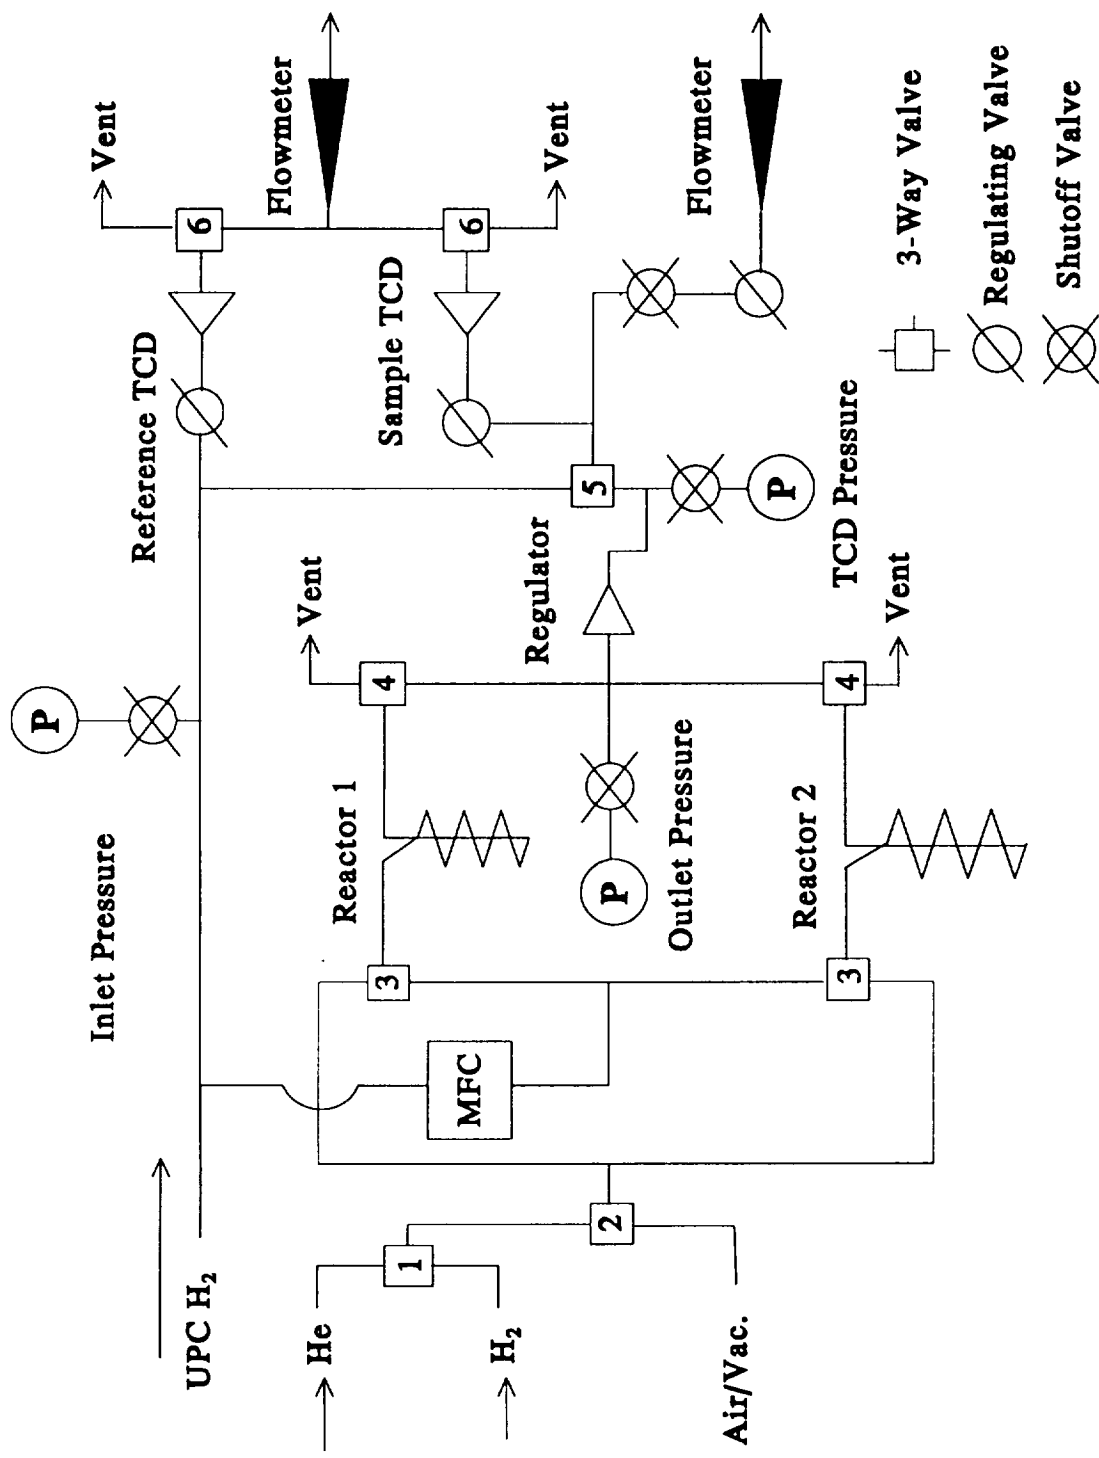 UPC H₂
He
H₂
Air/Vac.
1
2
MFC
3
3
Inlet Pressure
P
Reactor 1
Reactor 2
P
Outlet Pressure
4
4
Vent
Vent
Regulator
5
P
TCD Pressure
Reference TCD
Sample TCD
6
6
Vent
Vent
Flowmeter
Flowmeter
3-Way Valve
Regulating Valve
Shutoff Valve